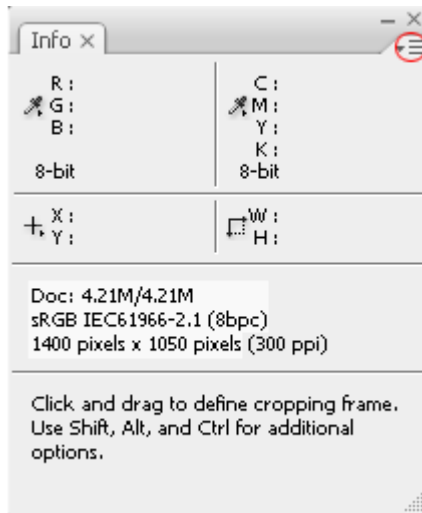 Info ×
R :
G :
B :
8-bit
C :
M :
Y :
K :
8-bit
X :
Y :
W :
H :
Doc: 4.21M/4.21M
sRGB IEC61966-2.1 (8bpc)
1400 pixels x 1050 pixels (300 ppi)
Click and drag to define cropping frame.
Use Shift, Alt, and Ctrl for additional
options.